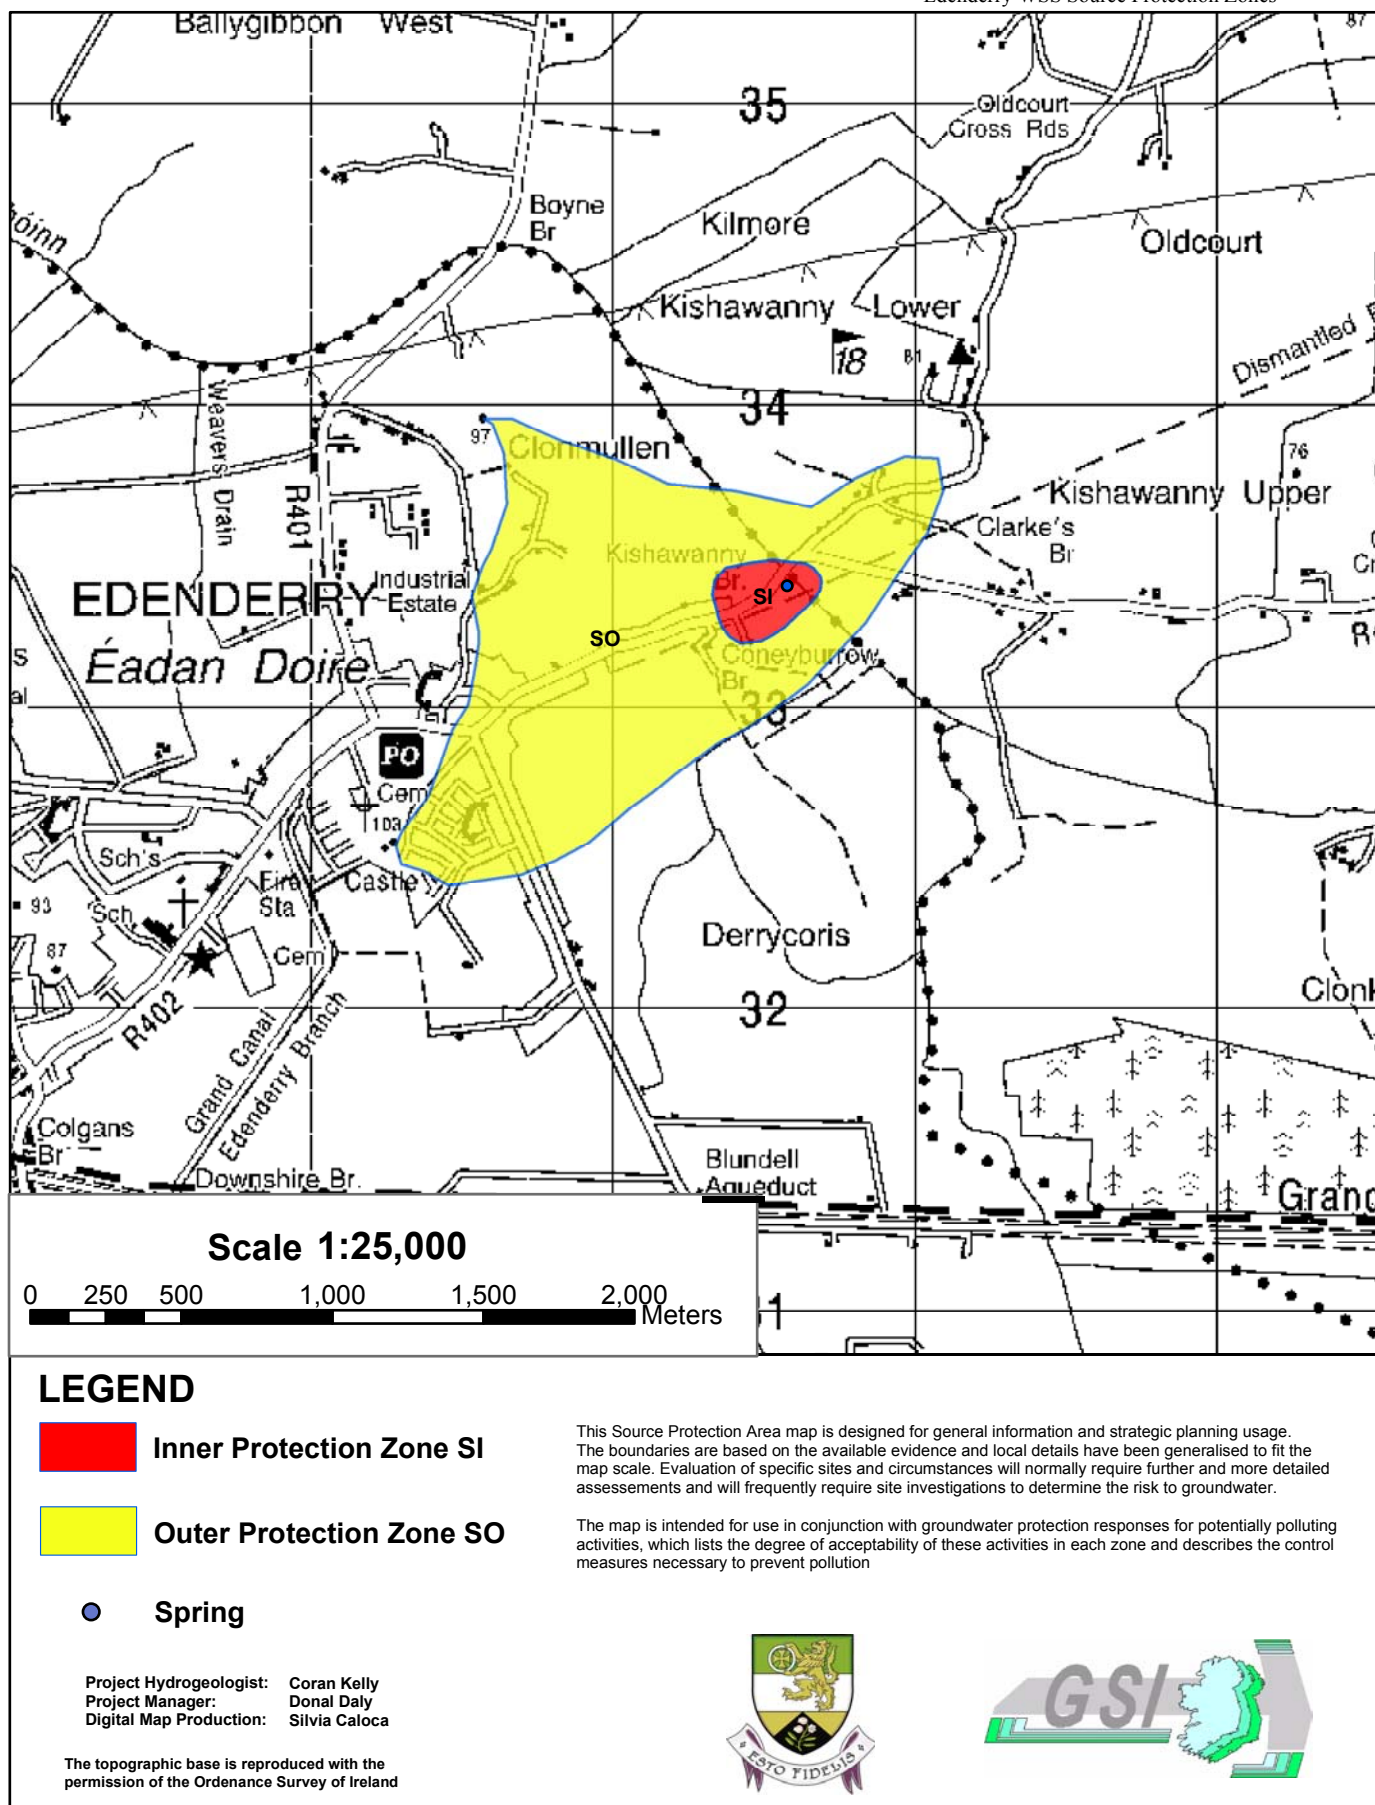 Edenderry WSS Source Protection Zones
Ballygibbon West
87
35
Oldcourt
Cross Rds
Boyne
Br
Kilmore
Oldcourt
óinn
Kishawanny Lower
18
81
Dismantled
34
97
Clonmullen
76
Weavers Drain
R401
Kishawanny Upper
Clarke's
Br
Kishawanny
Br.
Industrial
Estate
EDENDERRY
SI
SO
Éadan Doire
Coneyburrow
Br
33
PO
Cem
103
Sch's
Castle
Fire
Sta
93
Sch
87
Cem
Derrycoris
32
R402
Grand Canal
Edenderry Branch
Colgans
Br
Downshire Br.
Blundell
Aqueduct
Scale 1:25,000
0 250 500 1,000 1,500 2,000
Meters
LEGEND
Inner Protection Zone SI
Outer Protection Zone SO
Spring
This Source Protection Area map is designed for general information and strategic planning usage.
The boundaries are based on the available evidence and local details have been generalised to fit the
map scale. Evaluation of specific sites and circumstances will normally require further and more detailed
assessments and will frequently require site investigations to determine the risk to groundwater.
The map is intended for use in conjunction with groundwater protection responses for potentially polluting
activities, which lists the degree of acceptability of these activities in each zone and describes the control
measures necessary to prevent pollution
Project Hydrogeologist: Coran Kelly
Project Manager: Donal Daly
Digital Map Production: Silvia Caloca
The topographic base is reproduced with the
permission of the Ordenance Survey of Ireland
ESTO FIDELIS
GSI